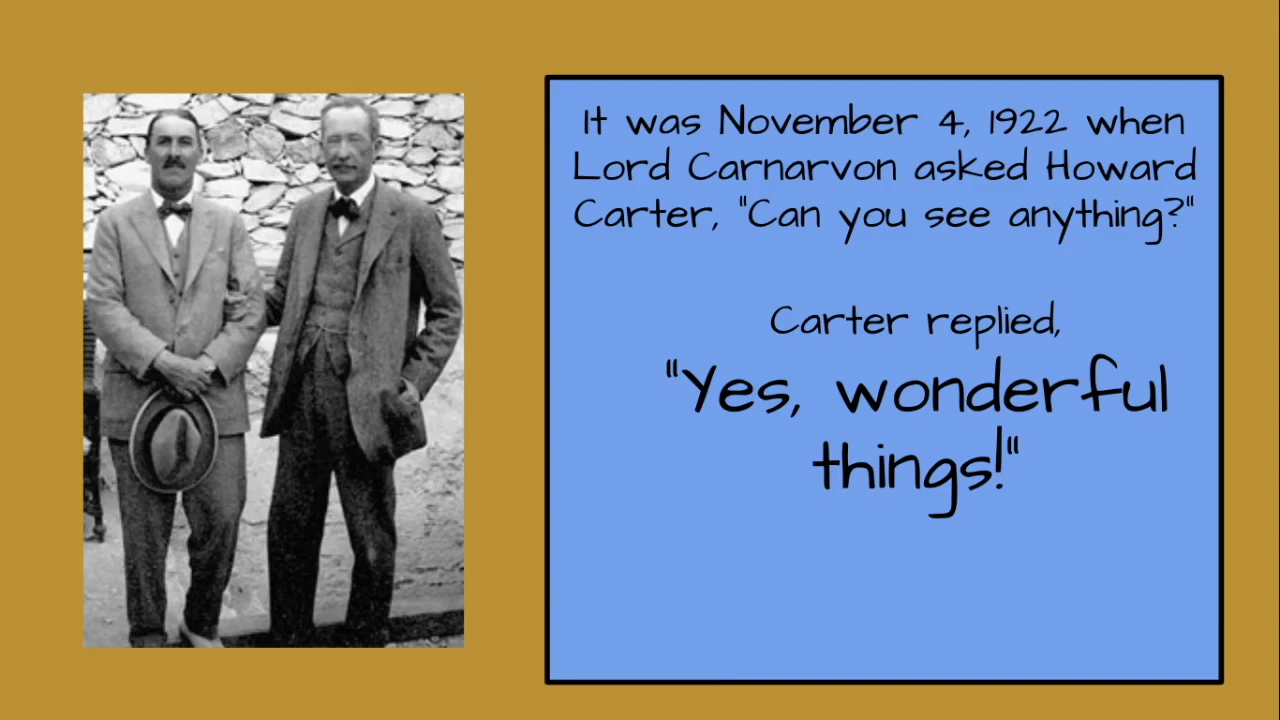 It was November 4, 1922 when
Lord Carnarvon asked Howard
Carter, "Can you see anything?"
Carter replied,
"Yes, wonderful
things!"